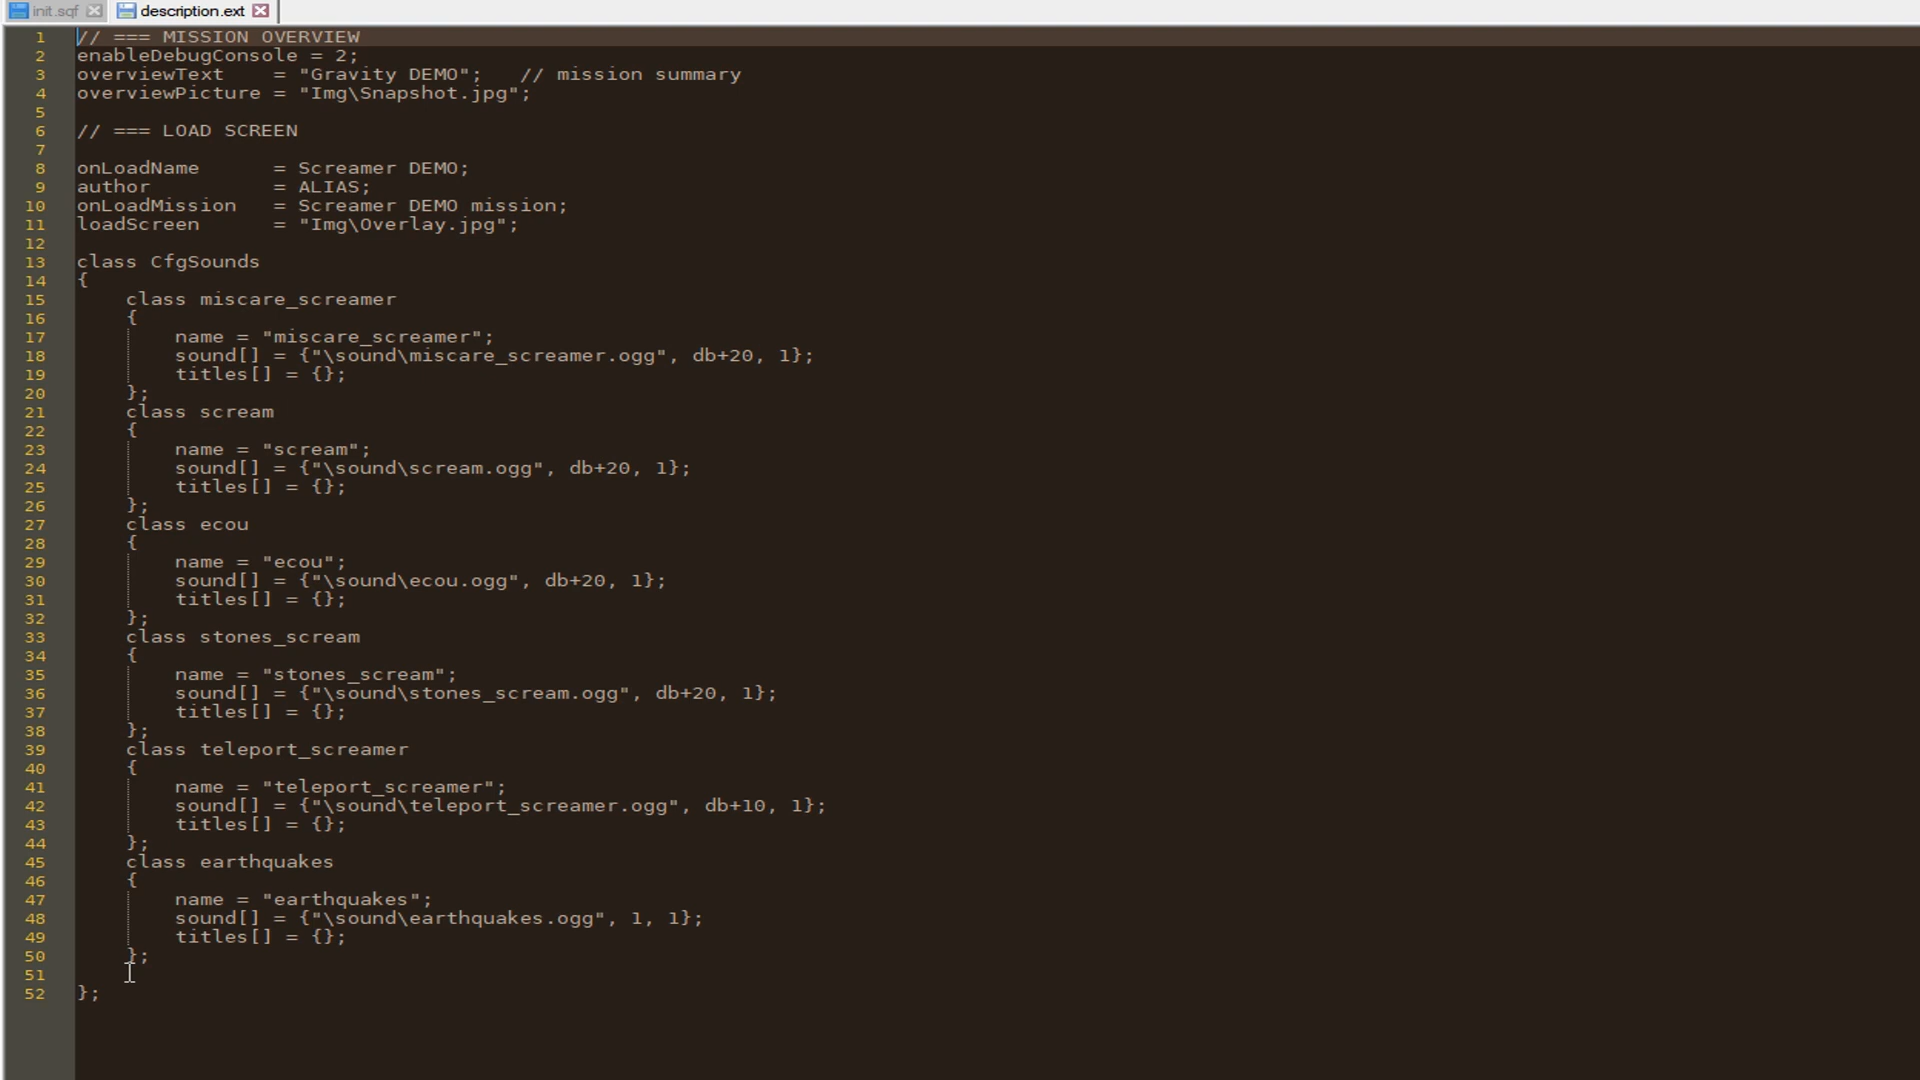 init.sqf description.ext
1 // === MISSION OVERVIEW
2 enableDebugConsole = 2;
3 overviewText    = "Gravity DEMO";   // mission summary
4 overviewPicture = "Img\Snapshot.jpg";
5
6 // === LOAD SCREEN
7
8 onLoadName      = Screamer DEMO;
9 author          = ALIAS;
10 onLoadMission   = Screamer DEMO mission;
11 loadScreen      = "Img\Overlay.jpg";
12
13 class CfgSounds
14 {
15     class miscare_screamer
16     {
17         name = "miscare_screamer";
18         sound[] = {"\sound\miscare_screamer.ogg", db+20, 1};
19         titles[] = {};
20     };
21     class scream
22     {
23         name = "scream";
24         sound[] = {"\sound\scream.ogg", db+20, 1};
25         titles[] = {};
26     };
27     class ecou
28     {
29         name = "ecou";
30         sound[] = {"\sound\ecou.ogg", db+20, 1};
31         titles[] = {};
32     };
33     class stones_scream
34     {
35         name = "stones_scream";
36         sound[] = {"\sound\stones_scream.ogg", db+20, 1};
37         titles[] = {};
38     };
39     class teleport_screamer
40     {
41         name = "teleport_screamer";
42         sound[] = {"\sound\teleport_screamer.ogg", db+10, 1};
43         titles[] = {};
44     };
45     class earthquakes
46     {
47         name = "earthquakes";
48         sound[] = {"\sound\earthquakes.ogg", 1, 1};
49         titles[] = {};
50     };
51
52 };